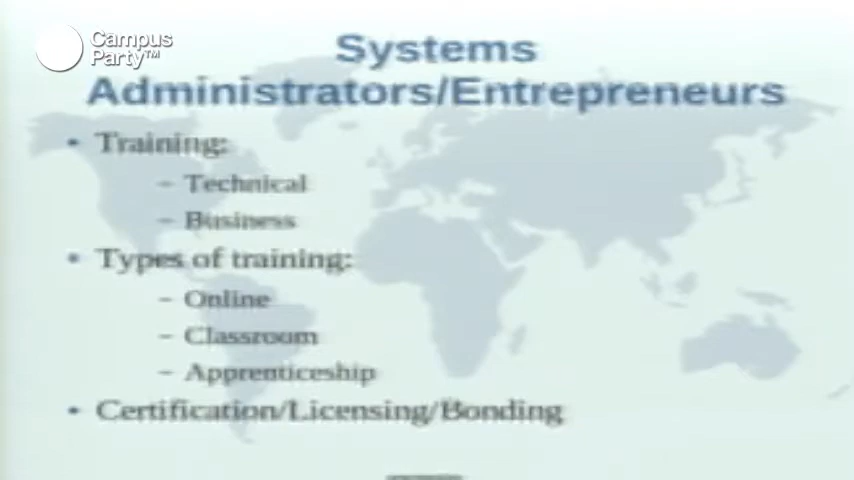 Campus
Party™
Systems
Administrators/Entrepreneurs
• Training:
– Technical
– Business
• Types of training:
– Online
– Classroom
– Apprenticeship
• Certification/Licensing/Bonding